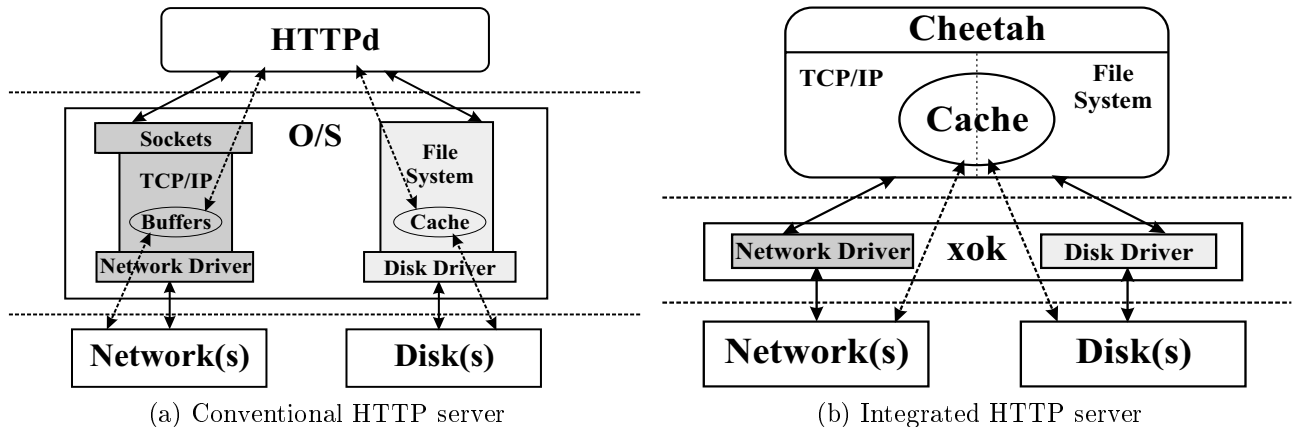 HTTPd
O/S
Sockets
TCP/IP
Buffers
Network Driver
File
System
Cache
Disk Driver
Network(s)
Disk(s)
(a) Conventional HTTP server
Cheetah
TCP/IP
File
System
Cache
Network Driver
xok
Disk Driver
Network(s)
Disk(s)
(b) Integrated HTTP server